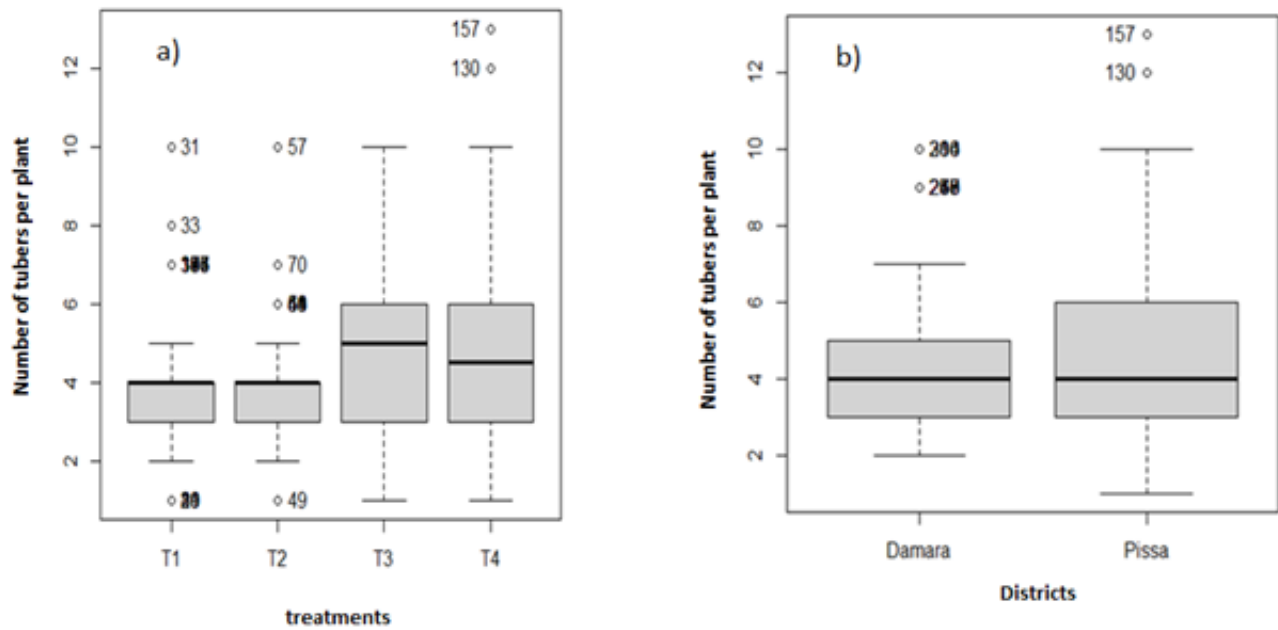 a)
Number of tubers per plant
12
10
8
6
4
2
31
33
57
70
49
157
130
T1 T2 T3 T4
treatments
b)
Number of tubers per plant
12
10
8
6
4
2
157
130
Damara Pissa
Districts